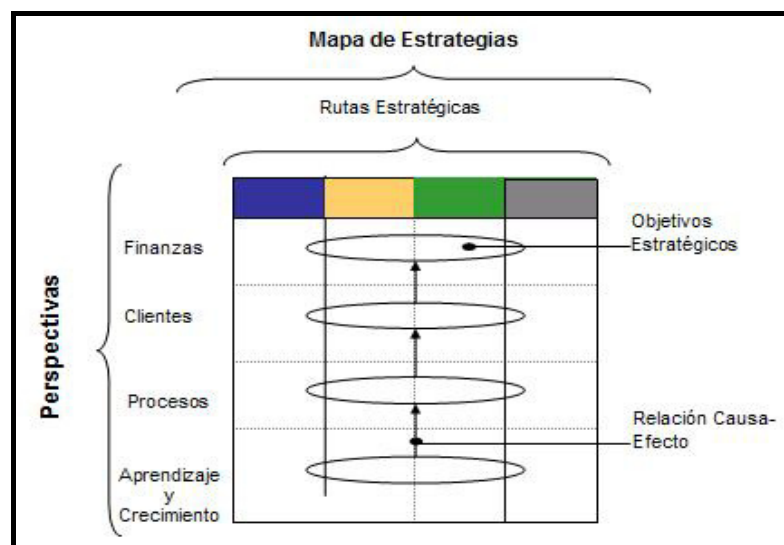 Mapa de Estrategias
Rutas Estratégicas
Perspectivas
Finanzas
Clientes
Procesos
Aprendizaje
y
Crecimiento
Objetivos
Estratégicos
Relación Causa-
Efecto